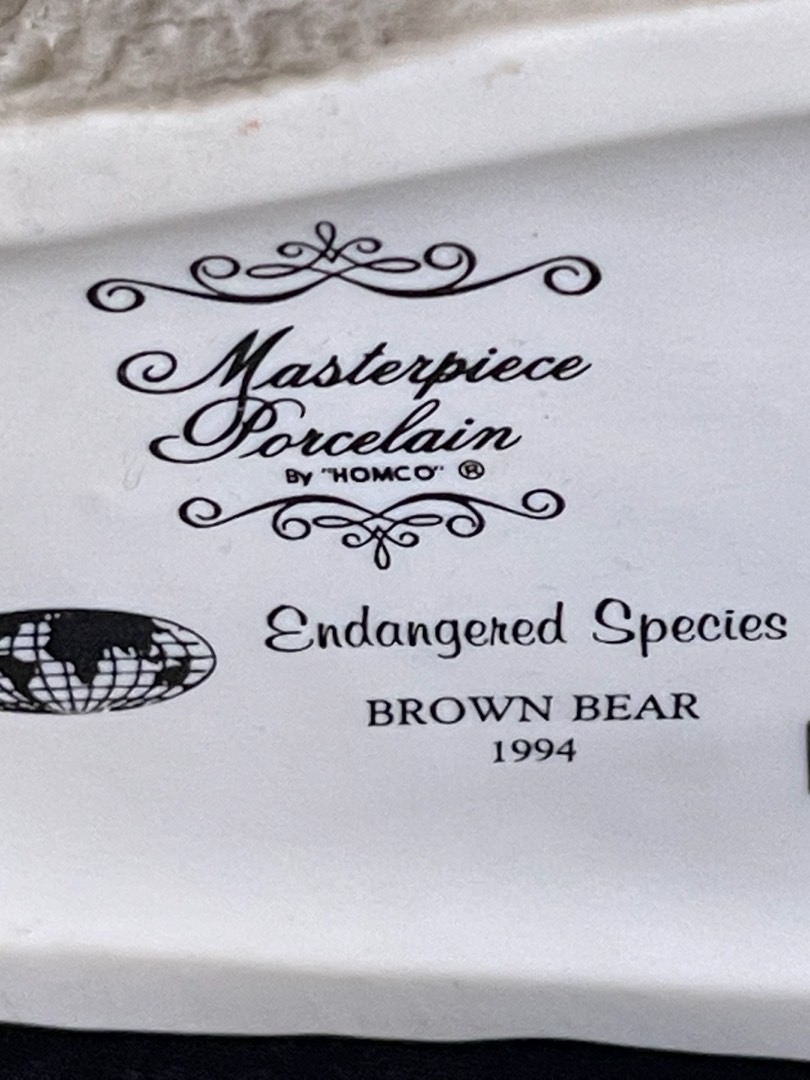 Masterpiece
Porcelain
By "HOMCO" ®
Endangered Species
BROWN BEAR
1994